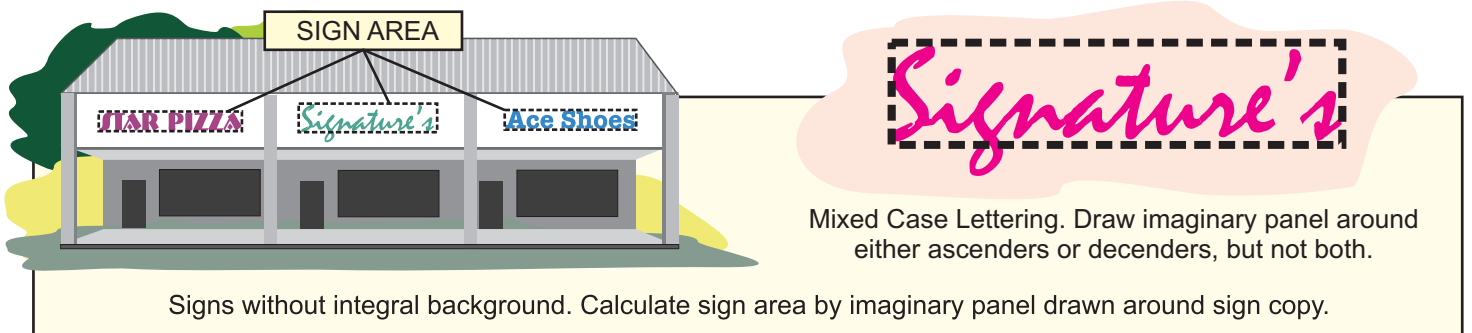 SIGN AREA
STAR PIZZA
Signature's
Ace Shoes
Signature's
Mixed Case Lettering. Draw imaginary panel around
either ascenders or decenders, but not both.
Signs without integral background. Calculate sign area by imaginary panel drawn around sign copy.